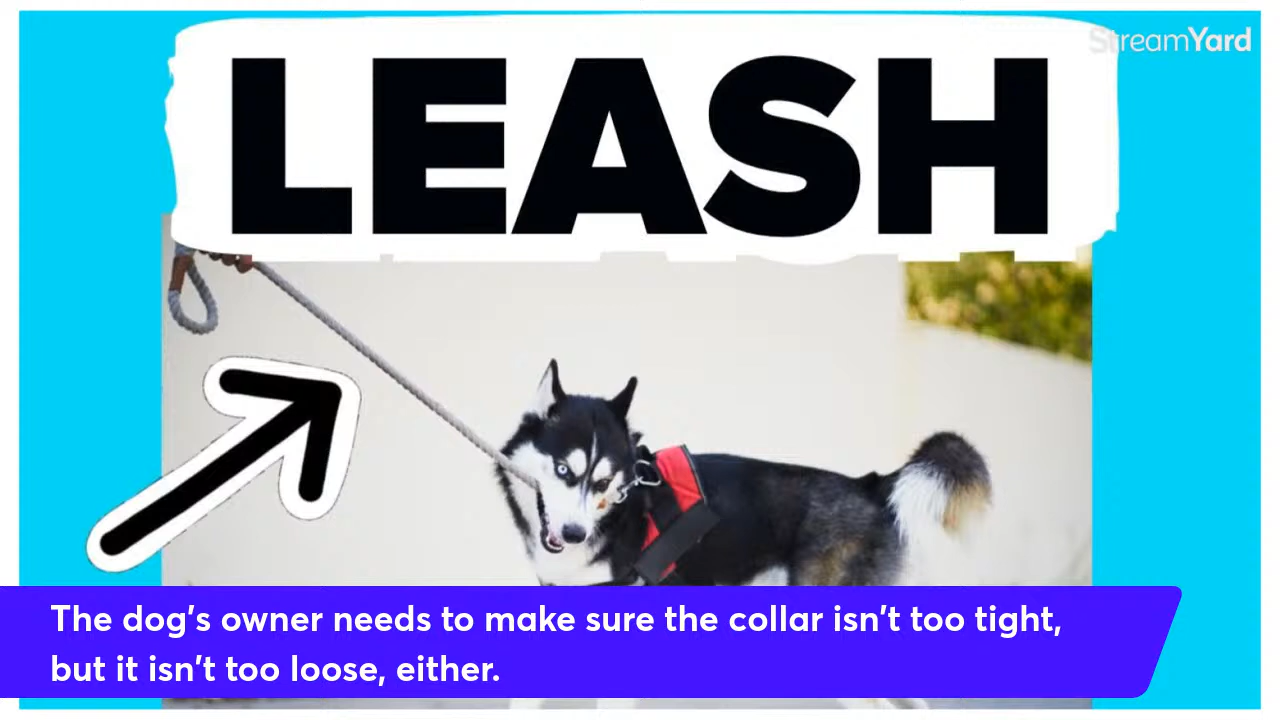 StreamYard
LEASH
The dog's owner needs to make sure the collar isn't too tight,
but it isn't too loose, either.